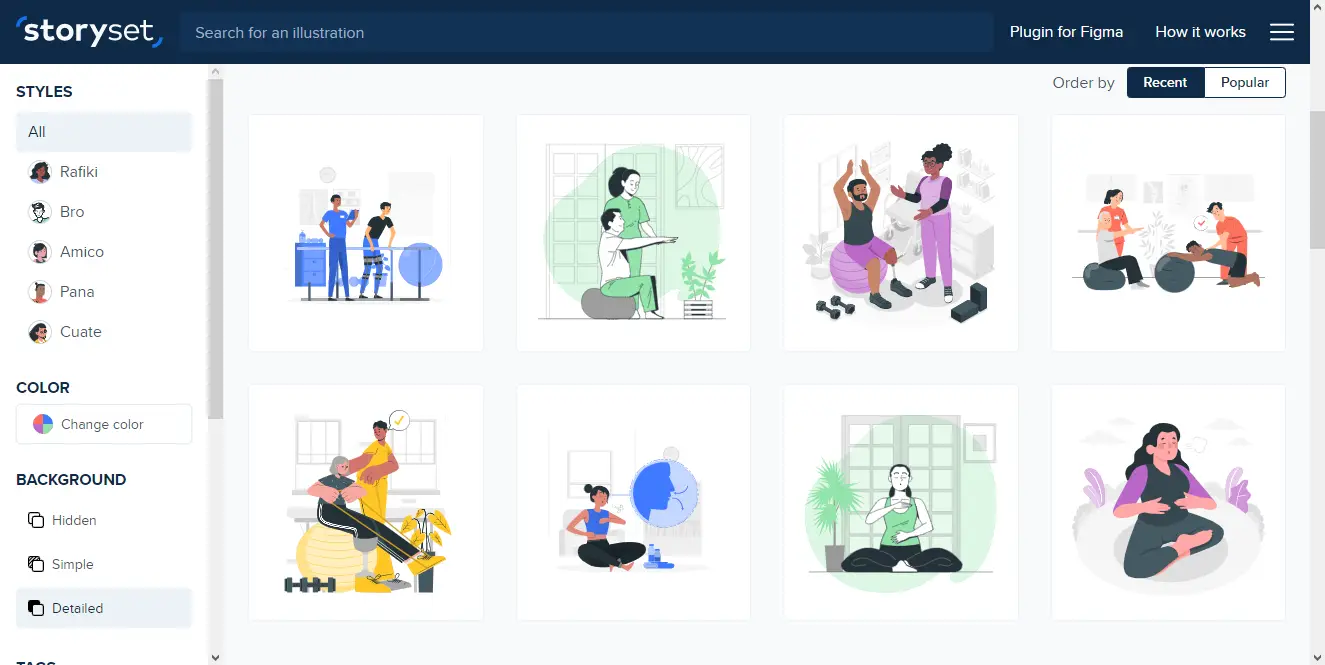 storyset
Search for an illustration
Plugin for Figma
How it works
Order by
Recent
Popular
STYLES
All
Rafiki
Bro
Amico
Pana
Cuate
COLOR
Change color
BACKGROUND
Hidden
Simple
Detailed
TAGS